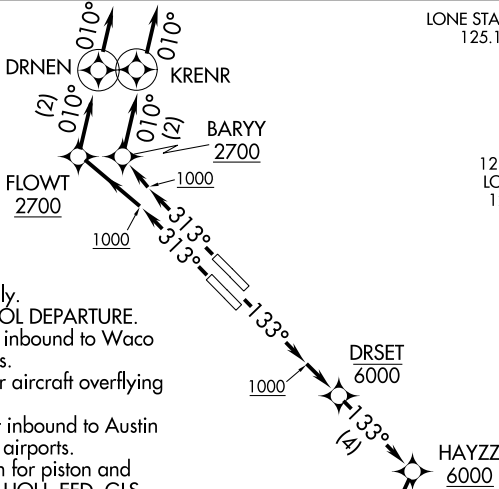 010°
010°
LONE STA
125.1
DRNEN
KRENR
(2)
010°
010°
(2)
BARYY
2700
FLOWT
2700
1000
12
LO
1
1000
313°
313°
ly.
OL DEPARTURE.
inbound to Waco
s.
r aircraft overflying
inbound to Austin
airports.
n for piston and
133°
DRSET
6000
1000
133°
(4)
HAYZZ
6000